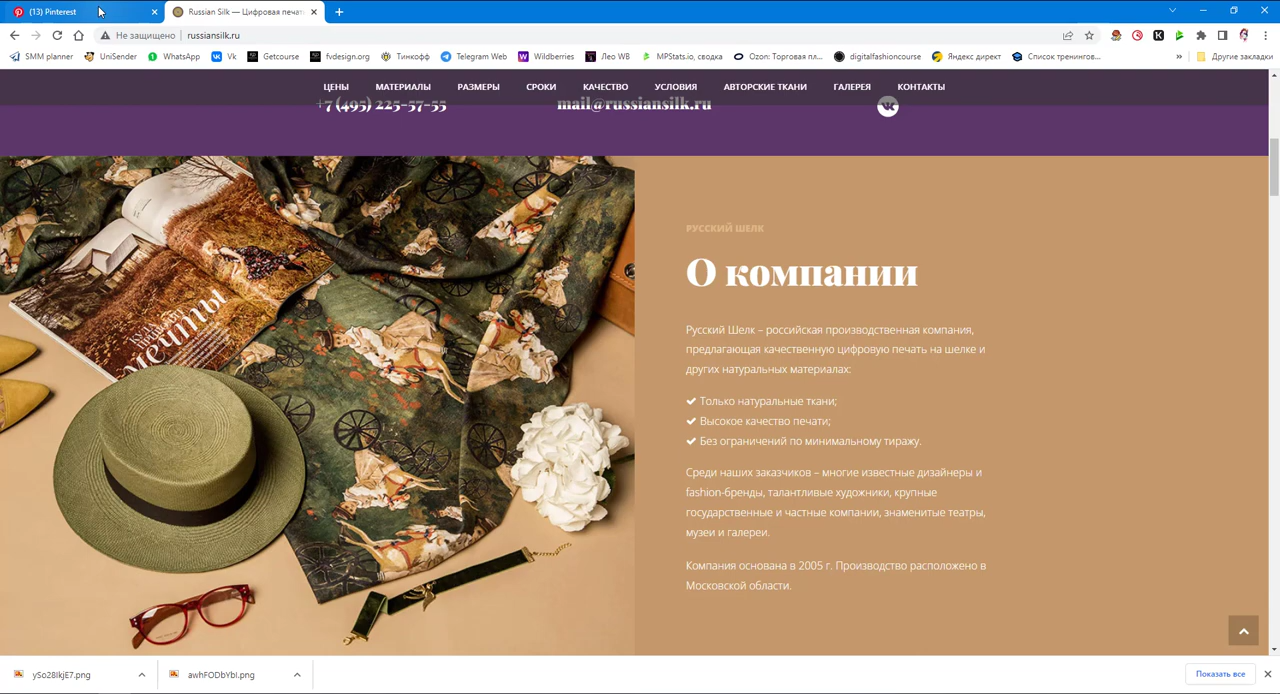 (13) Pinterest
Russian Silk — Цифровая печать
Не защищено
russiansilk.ru
SMM planner
UniSender
WhatsApp
Vk
Getcourse
fvdesign.org
Тинкофф
Telegram Web
Wildberries
Лео WB
MPStats.io, сводка
Ozon: Торговая пл...
digitalfashioncourse
Яндекс директ
Список тренингов...
»
Другие закладки
ЦЕНЫ
МАТЕРИАЛЫ
РАЗМЕРЫ
СРОКИ
КАЧЕСТВО
УСЛОВИЯ
АВТОРСКИЕ ТКАНИ
ГАЛЕРЕЯ
КОНТАКТЫ
+7 (495) 225-57-55
mail@russiansilk.ru
мечты
РУССКИЙ ШЕЛК
О компании
Русский Шелк – российская производственная компания,
предлагающая качественную цифровую печать на шелке и
других натуральных материалах:
Только натуральные ткани;
Высокое качество печати;
Без ограничений по минимальному тиражу.
Среди наших заказчиков – многие известные дизайнеры и
fashion-бренды, талантливые художники, крупные
государственные и частные компании, знаменитые театры,
музеи и галереи.
Компания основана в 2005 г. Производство расположено в
Московской области.
ySo28IkjE7.png
awhFODbYbI.png
Показать все